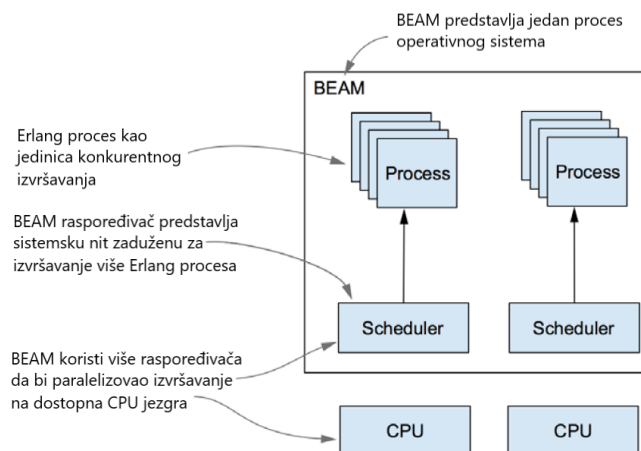 BEAM predstavlja jedan proces
operativnog sistema
BEAM
Erlang proces kao
jedinica konkurentnog
izvršavanja
Process
Process
BEAM raspoređivač predstavlja
sistemsku nit zaduženu za
izvršavanje više Erlang procesa
Scheduler
Scheduler
BEAM koristi više raspoređivača
da bi paralelizovao izvršavanje
na dostopna CPU jezgra
CPU
CPU